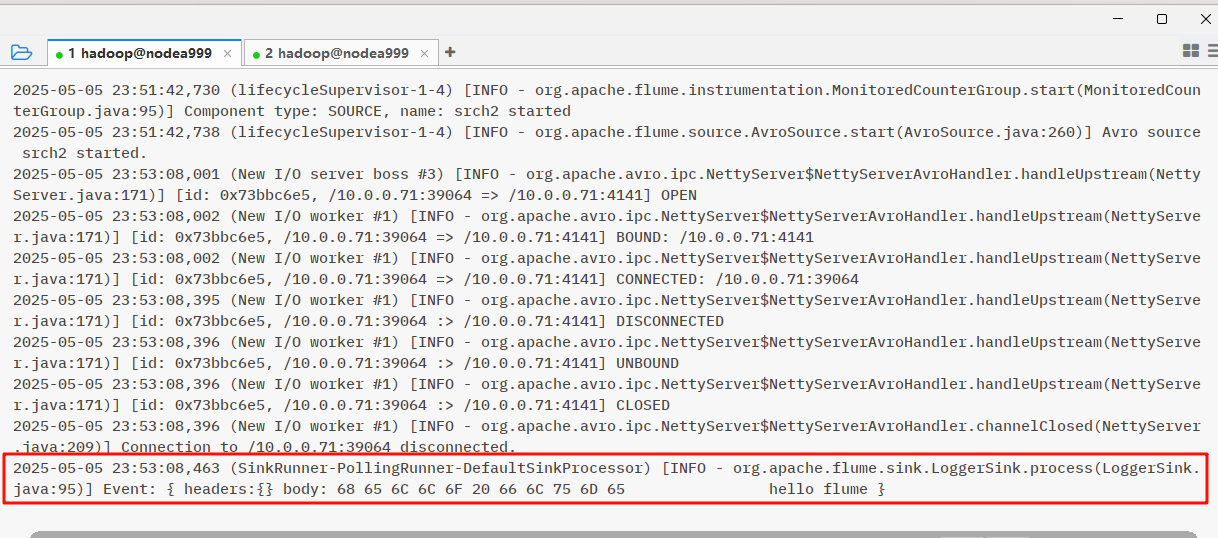 1 hadoop@nodea999 × 2 hadoop@nodea999 × +
2025-05-05 23:51:42,730 (lifecycleSupervisor-1-4) [INFO - org.apache.flume.instrumentation.MonitoredCounterGroup.start(MonitoredCoun
terGroup.java:95)] Component type: SOURCE, name: srch2 started
2025-05-05 23:51:42,738 (lifecycleSupervisor-1-4) [INFO - org.apache.flume.source.AvroSource.start(AvroSource.java:260)] Avro source
 srch2 started.
2025-05-05 23:53:08,001 (New I/O server boss #3) [INFO - org.apache.avro.ipc.NettyServer$NettyServerAvroHandler.handleUpstream(Netty
Server.java:171)] [id: 0x73bbc6e5, /10.0.0.71:39064 => /10.0.0.71:4141] OPEN
2025-05-05 23:53:08,002 (New I/O worker #1) [INFO - org.apache.avro.ipc.NettyServer$NettyServerAvroHandler.handleUpstream(NettyServe
r.java:171)] [id: 0x73bbc6e5, /10.0.0.71:39064 => /10.0.0.71:4141] BOUND: /10.0.0.71:4141
2025-05-05 23:53:08,002 (New I/O worker #1) [INFO - org.apache.avro.ipc.NettyServer$NettyServerAvroHandler.handleUpstream(NettyServe
r.java:171)] [id: 0x73bbc6e5, /10.0.0.71:39064 => /10.0.0.71:4141] CONNECTED: /10.0.0.71:39064
2025-05-05 23:53:08,395 (New I/O worker #1) [INFO - org.apache.avro.ipc.NettyServer$NettyServerAvroHandler.handleUpstream(NettyServe
r.java:171)] [id: 0x73bbc6e5, /10.0.0.71:39064 :> /10.0.0.71:4141] DISCONNECTED
2025-05-05 23:53:08,396 (New I/O worker #1) [INFO - org.apache.avro.ipc.NettyServer$NettyServerAvroHandler.handleUpstream(NettyServe
r.java:171)] [id: 0x73bbc6e5, /10.0.0.71:39064 :> /10.0.0.71:4141] UNBOUND
2025-05-05 23:53:08,396 (New I/O worker #1) [INFO - org.apache.avro.ipc.NettyServer$NettyServerAvroHandler.handleUpstream(NettyServe
r.java:171)] [id: 0x73bbc6e5, /10.0.0.71:39064 :> /10.0.0.71:4141] CLOSED
2025-05-05 23:53:08,396 (New I/O worker #1) [INFO - org.apache.avro.ipc.NettyServer$NettyServerAvroHandler.channelClosed(NettyServer
.java:209)] Connection to /10.0.0.71:39064 disconnected.
2025-05-05 23:53:08,463 (SinkRunner-PollingRunner-DefaultSinkProcessor) [INFO - org.apache.flume.sink.LoggerSink.process(LoggerSink.
java:95)] Event: { headers:{} body: 68 65 6C 6C 6F 20 66 6C 75 6D 65                hello flume }